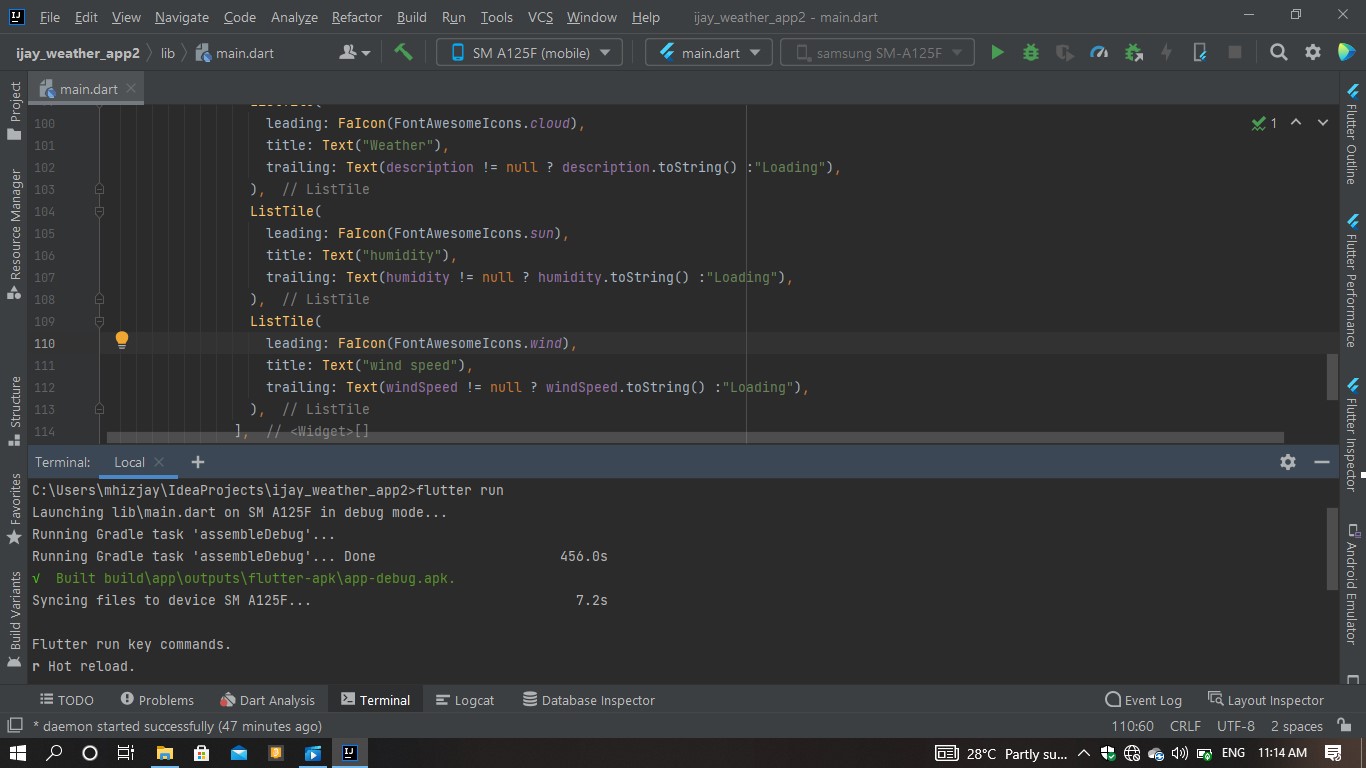 File Edit View Navigate Code Analyze Refactor Build Run Tools VCS Window Help ijay_weather_app2 - main.dart
ijay_weather_app2 lib main.dart SM A125F (mobile) main.dart samsung SM-A125F
main.dart
Project
Resource Manager
Structure
Favorites
Build Variants
100 leading: FaIcon(FontAwesomeIcons.cloud),
101 title: Text("Weather"),
102 trailing: Text(description != null ? description.toString() :"Loading"),
103 ), // ListTile
104 ListTile(
105 leading: FaIcon(FontAwesomeIcons.sun),
106 title: Text("humidity"),
107 trailing: Text(humidity != null ? humidity.toString() :"Loading"),
108 ), // ListTile
109 ListTile(
110 leading: FaIcon(FontAwesomeIcons.wind),
111 title: Text("wind speed"),
112 trailing: Text(windSpeed != null ? windSpeed.toString() :"Loading"),
113 ), // ListTile
114 ], // <Widget>[]
1
Flutter Outline
Flutter Performance
Flutter Inspector
Android Emulator
Terminal: Local
C:\Users\mhizjay\IdeaProjects\ijay_weather_app2>flutter run
Launching lib\main.dart on SM A125F in debug mode...
Running Gradle task 'assembleDebug'...
Running Gradle task 'assembleDebug'... Done 456.0s
√ Built build\app\outputs\flutter-apk\app-debug.apk.
Syncing files to device SM A125F... 7.2s
Flutter run key commands.
r Hot reload.
TODO Problems Dart Analysis Terminal Logcat Database Inspector Event Log Layout Inspector
* daemon started successfully (47 minutes ago) 110:60 CRLF UTF-8 2 spaces
28°C Partly su... ENG 11:14 AM